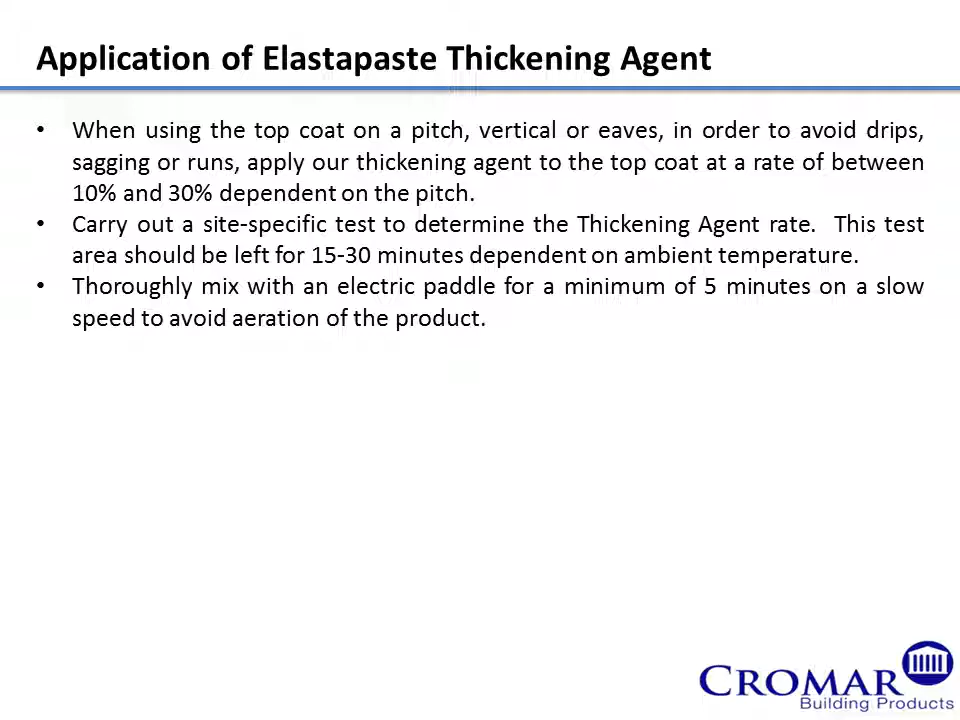 Application of Elastapaste Thickening Agent
• When using the top coat on a pitch, vertical or eaves, in order to avoid drips,
sagging or runs, apply our thickening agent to the top coat at a rate of between
10% and 30% dependent on the pitch.
• Carry out a site-specific test to determine the Thickening Agent rate.  This test
area should be left for 15-30 minutes dependent on ambient temperature.
• Thoroughly mix with an electric paddle for a minimum of 5 minutes on a slow
speed to avoid aeration of the product.
CROMAR
Building Products